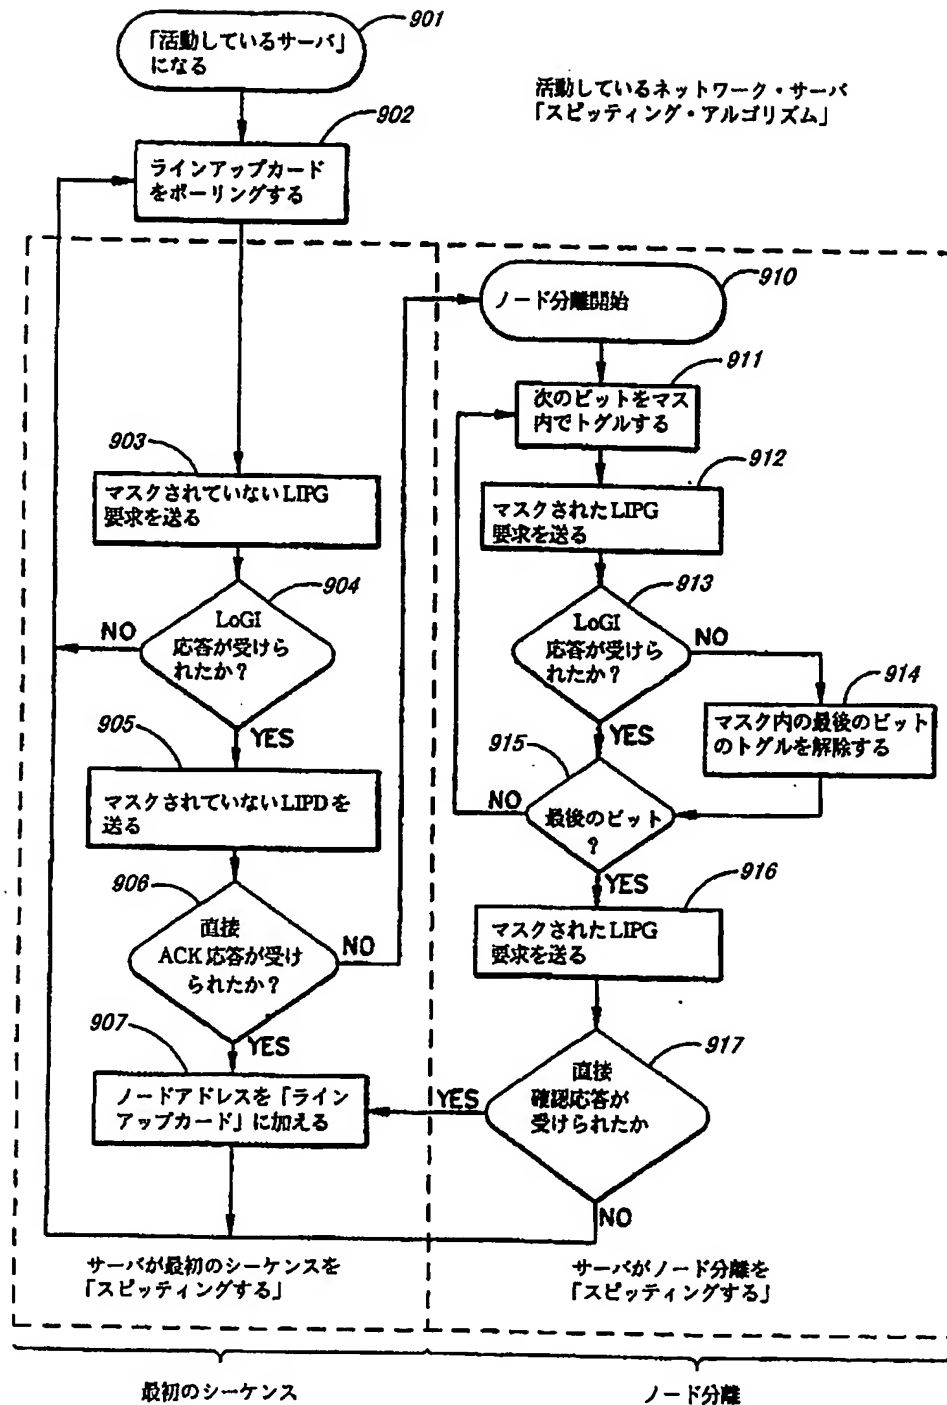 901
「活動しているサーバ」
になる
活動しているネットワーク・サーバ
「スピッティング・アルゴリズム」
902
ラインアップカード
をポーリングする
910
ノード分離開始
911
次のビットをマス
内でトグルする
903
マスクされていないLIPG
要求を送る
912
マスクされたLIPG
要求を送る
904
LoGI
応答が受けら
れたか?
NO
YES
913
LoGI
応答が受けら
れたか?
NO
YES
914
マスク内の最後のビット
のトグルを解除する
905
マスクされていないLIPDを
送る
915
最後のビット
?
NO
YES
906
直接
ACK応答が受け
られたか?
NO
YES
916
マスクされたLIPG
要求を送る
907
ノードアドレスを「ライン
アップカード」に加える
917
直接
確認応答が
受けられたか
YES
NO
サーバが最初のシーケンスを
「スピッティングする」
サーバがノード分離を
「スピッティングする」
最初のシーケンス
ノード分離